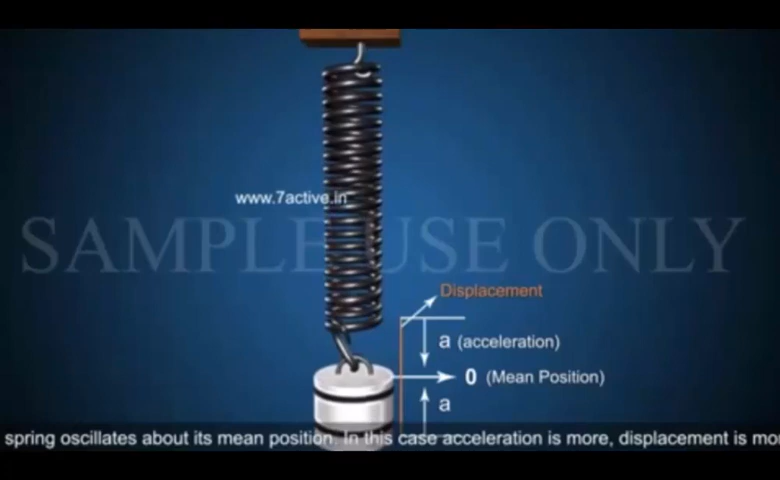 www.7active.in
SAMPLE USE ONLY
Displacement
a (acceleration)
0 (Mean Position)
a
spring oscillates about its mean position. In this case acceleration is more, displacement is mo